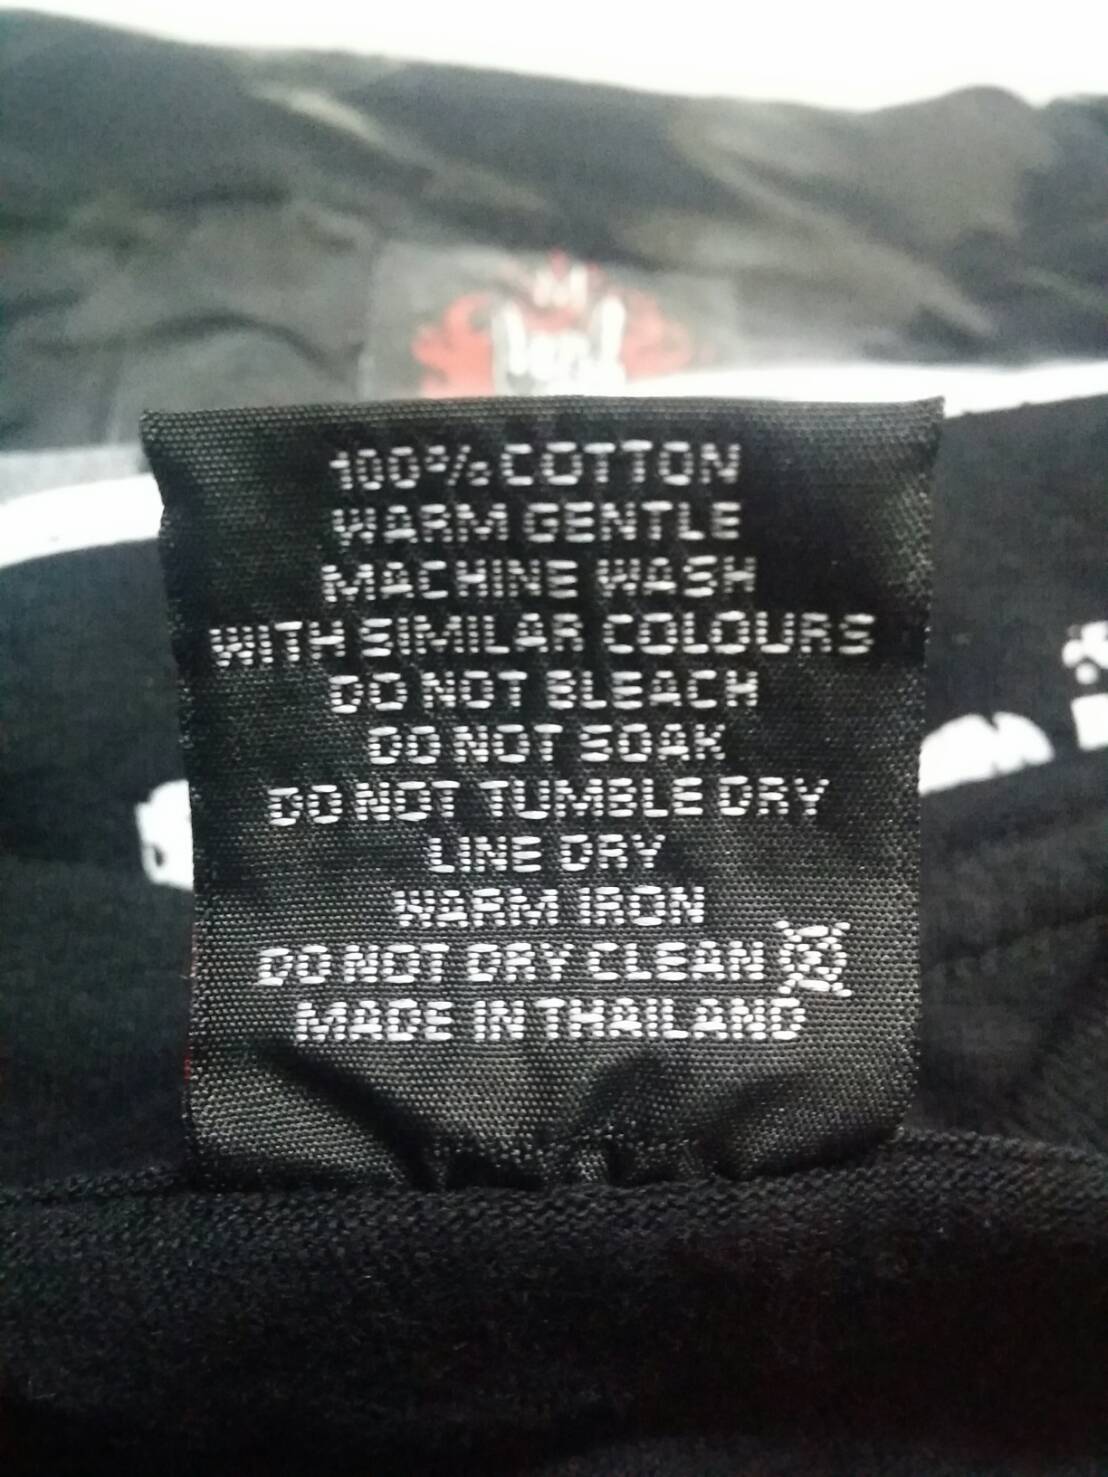 100% COTTON
WARM GENTLE
MACHINE WASH
WITH SIMILAR COLOURS
DO NOT BLEACH
DO NOT SOAK
DO NOT TUMBLE DRY
LINE DRY
WARM IRON
DO NOT DRY CLEAN
MADE IN THAILAND